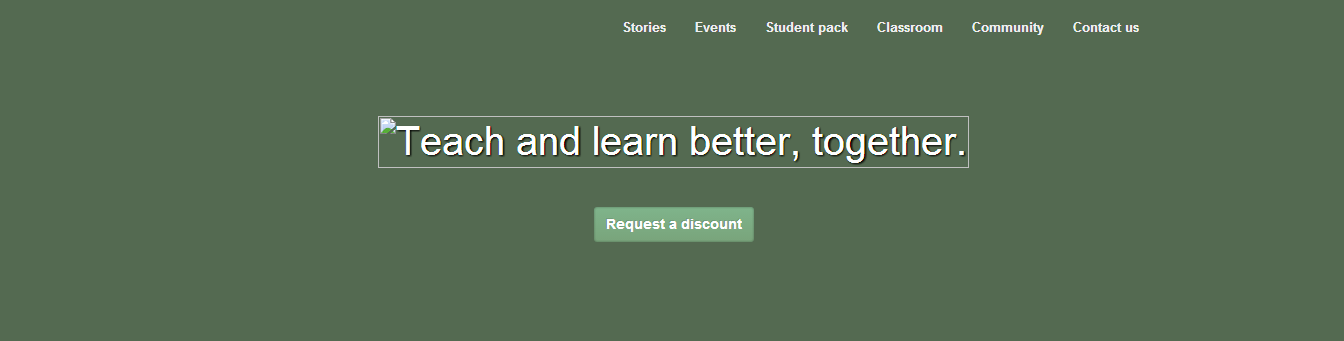 Stories Events Student pack Classroom Community Contact us
Teach and learn better, together.
Request a discount